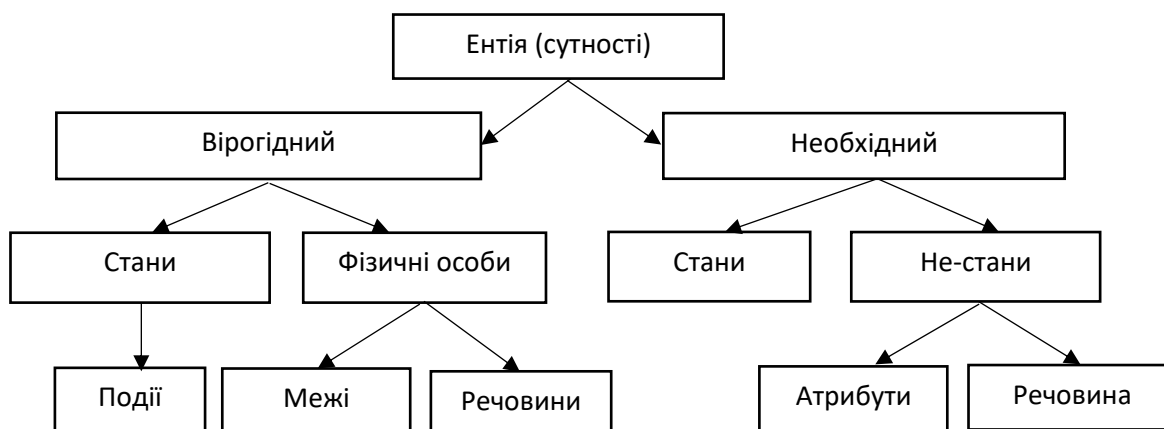 Ентія (сутності)
Вірогідний
Необхідний
Стани
Фізичні особи
Стани
Не-стани
Події
Межі
Речовини
Атрибути
Речовина